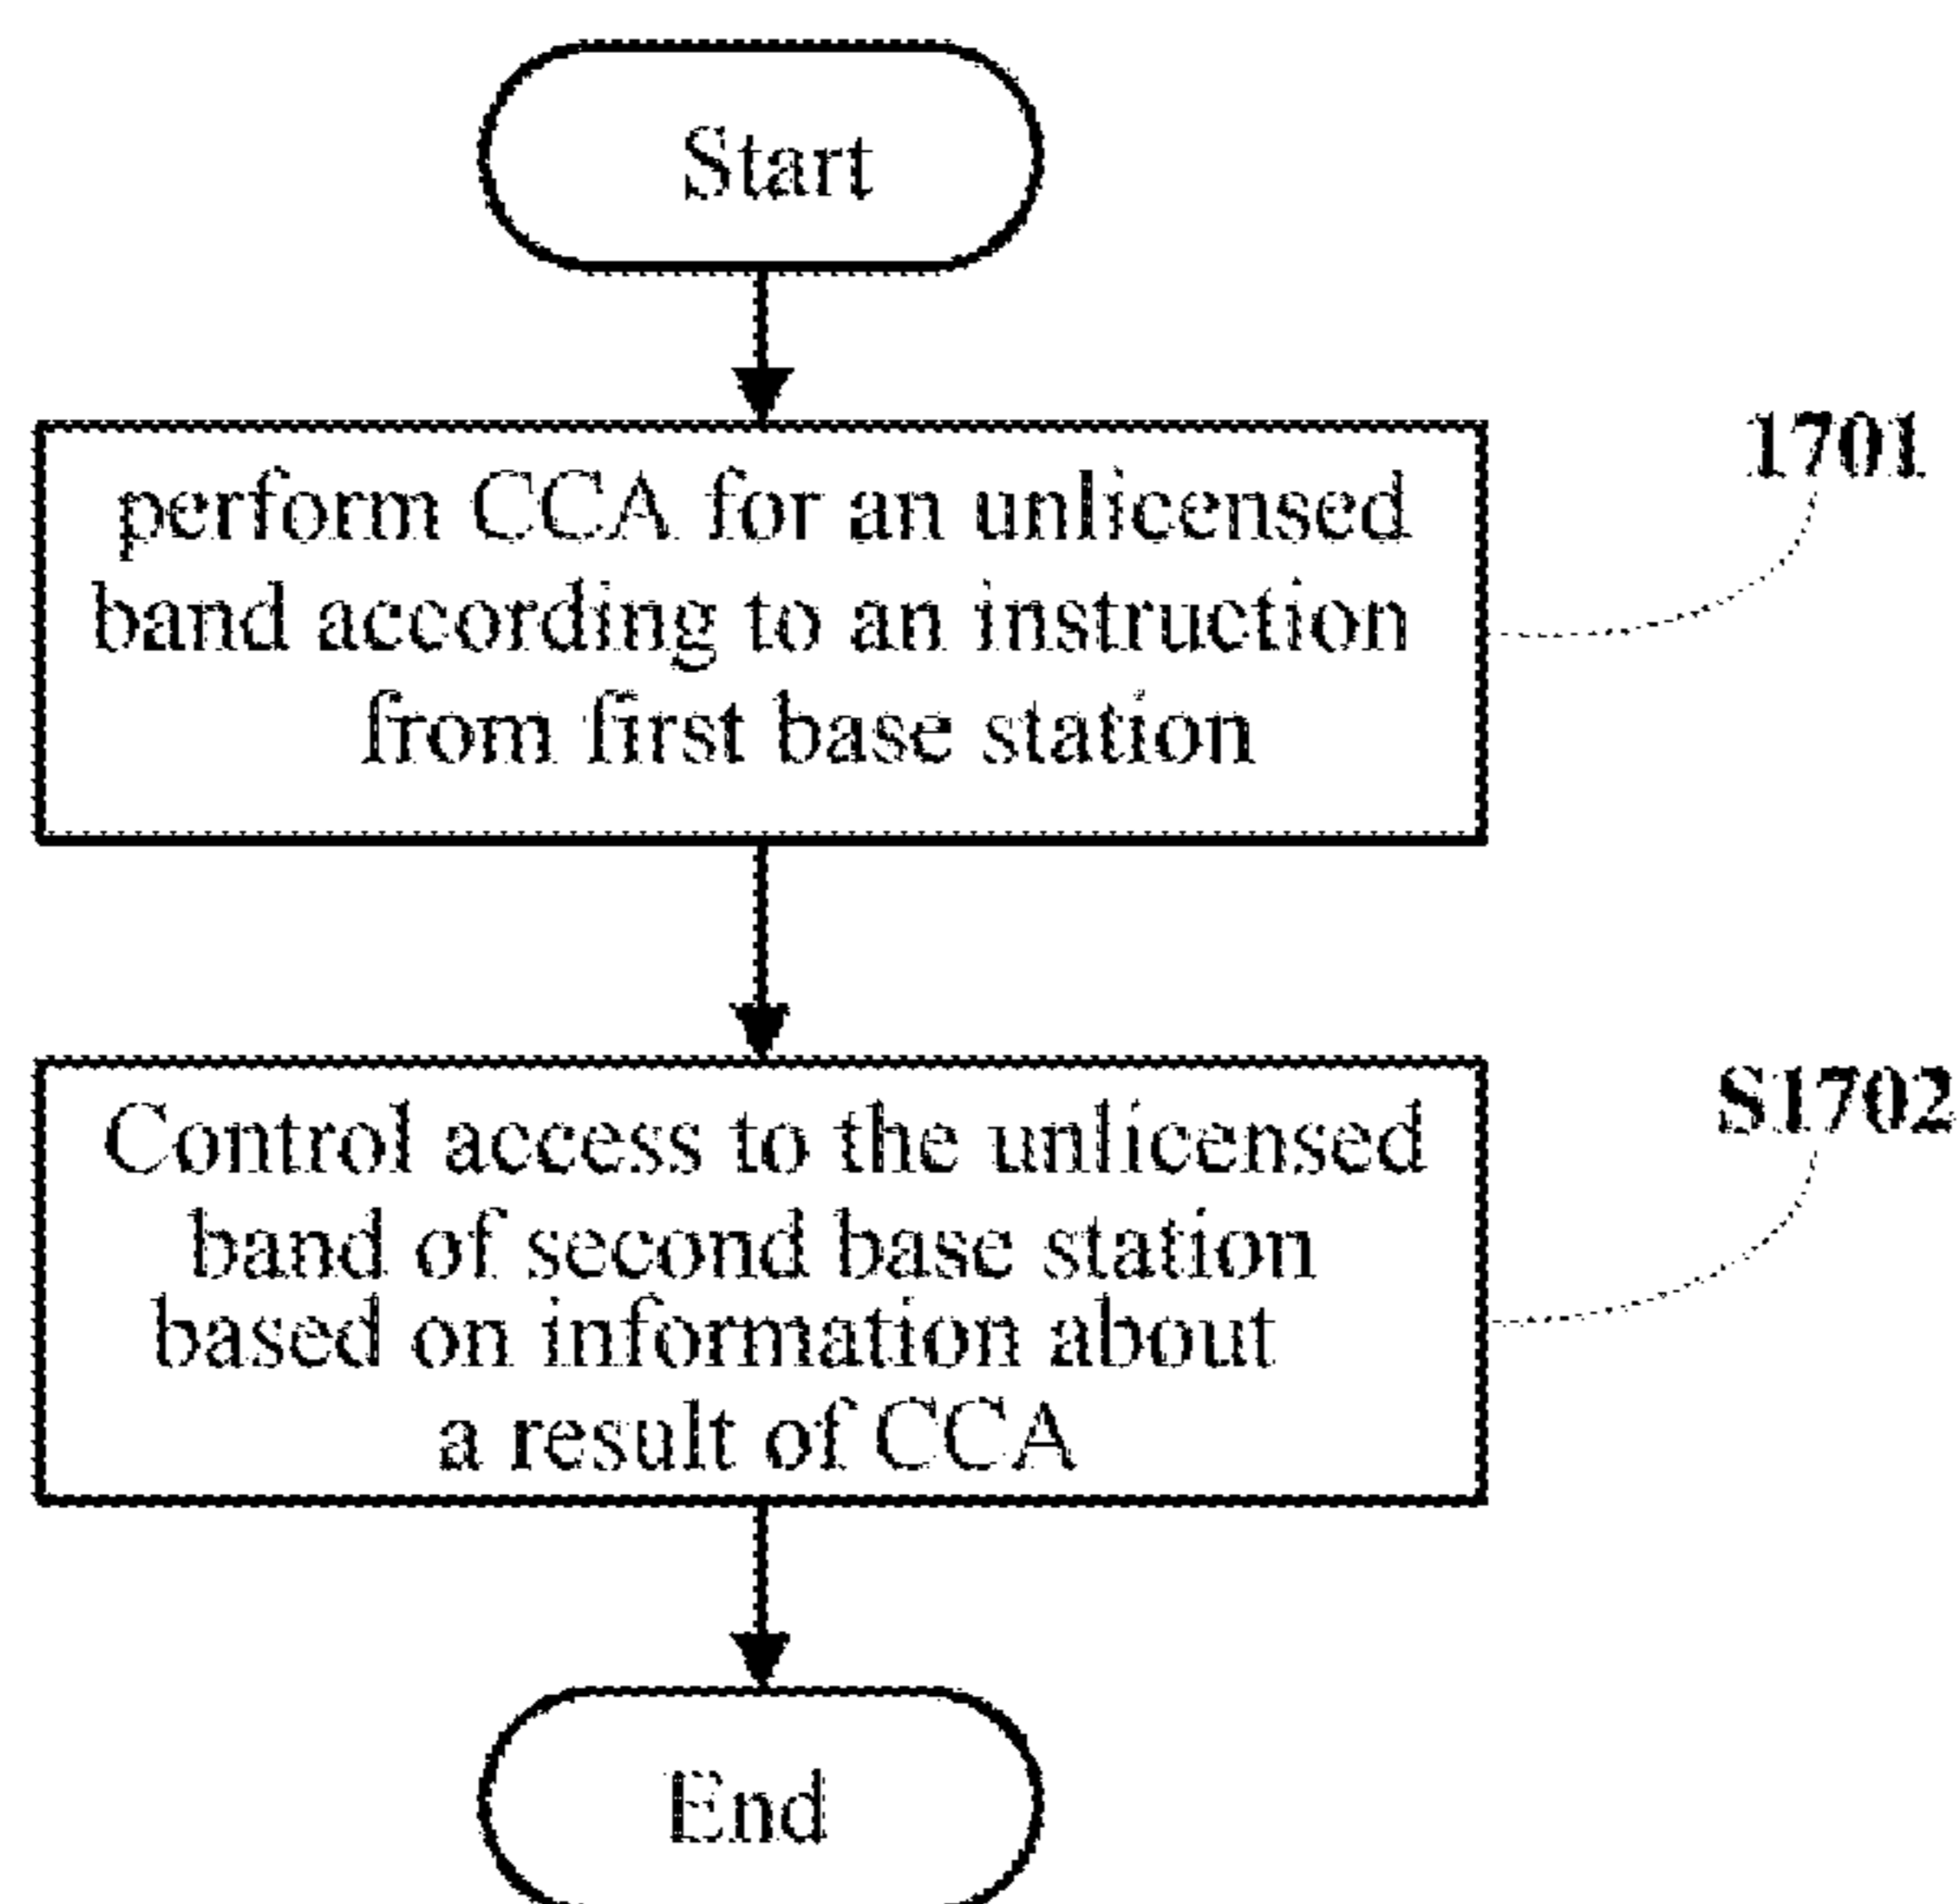 Start
perform CCA for an unlicensed
band according to an instruction
from first base station
1701
Control access to the unlicensed
band of second base station
based on information about
a result of CCA
S1702
End